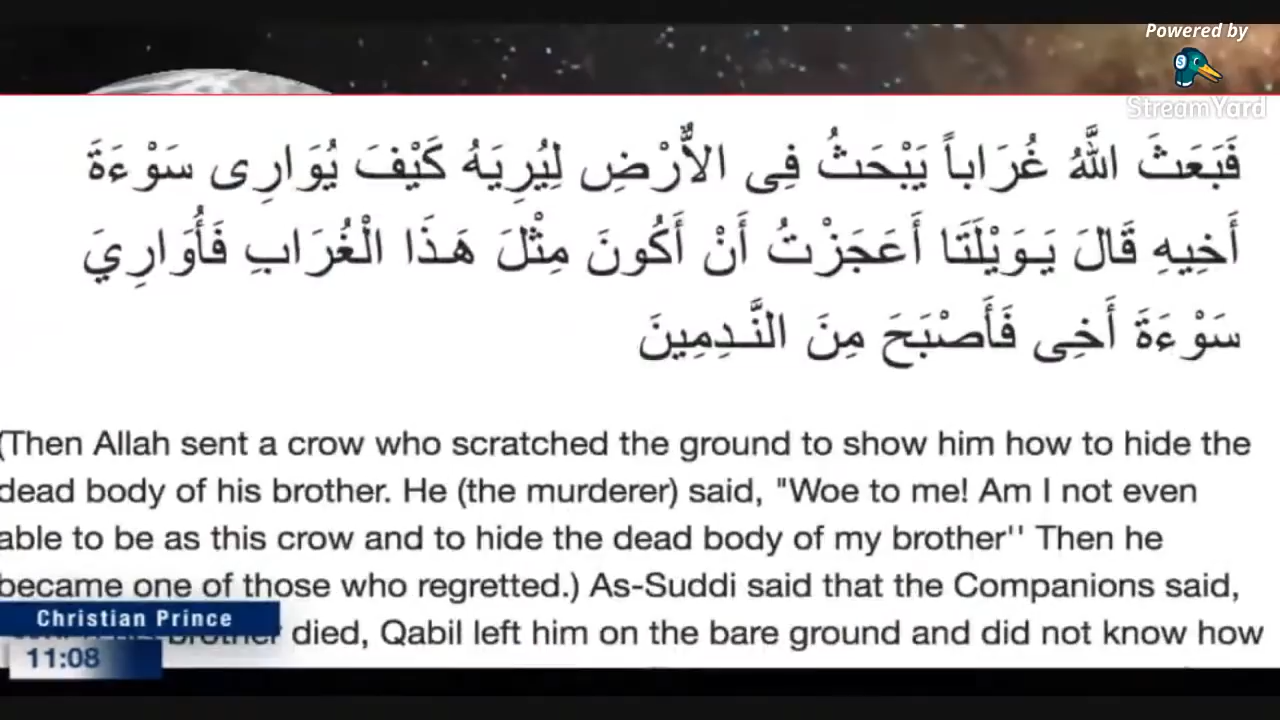 Powered by
StreamYard
فَبَعَثَ اللَّهُ غُرَاباً يَبْحَثُ فِى الاٌّرْضِ لِيُرِيَهُ كَيْفَ يُوَارِى سَوْءَةَ
أَخِيهِ قَالَ يَـوَيْلَتَا أَعَجَزْتُ أَنْ أَكُونَ مِثْلَ هَـذَا الْغُرَابِ فَأُوَارِيَ
سَوْءَةَ أَخِى فَأَصْبَحَ مِنَ النَّـدِمِينَ
(Then Allah sent a crow who scratched the ground to show him how to hide the
dead body of his brother. He (the murderer) said, "Woe to me! Am I not even
able to be as this crow and to hide the dead body of my brother'' Then he
became one of those who regretted.) As-Suddi said that the Companions said,
brother died, Qabil left him on the bare ground and did not know how
Christian Prince
11:08